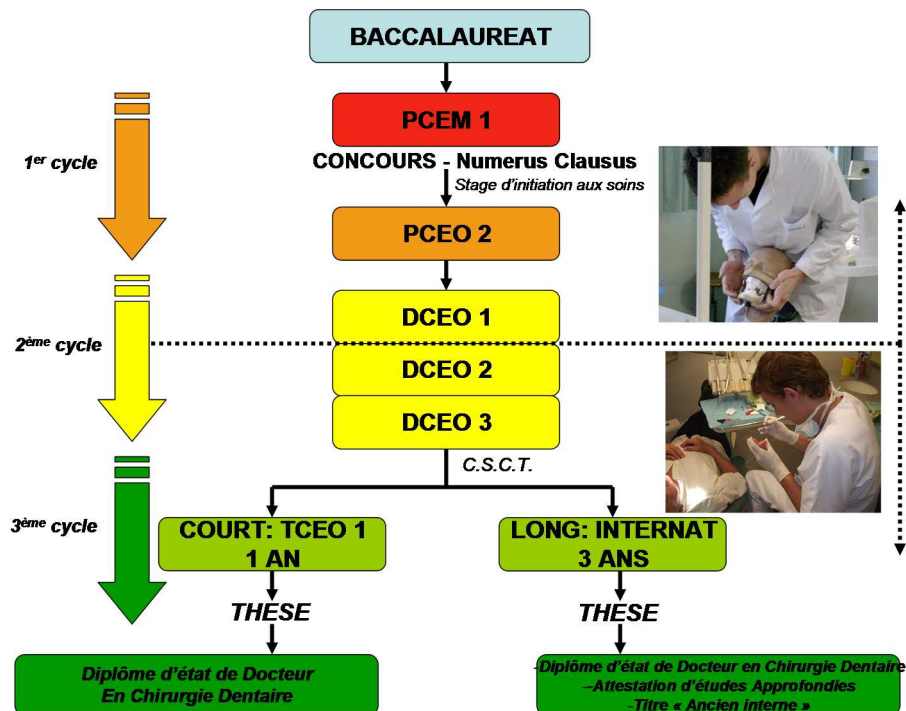 BACCALAUREAT
PCEM 1
1er cycle
CONCOURS - Numerus Clausus
Stage d'initiation aux soins
PCEO 2
DCEO 1
2ème cycle
DCEO 2
DCEO 3
C.S.C.T.
3ème cycle
COURT: TCEO 1
1 AN
LONG: INTERNAT
3 ANS
THESE
THESE
Diplôme d'état de Docteur
En Chirurgie Dentaire
-Diplôme d'état de Docteur en Chirurgie Dentaire
–Attestation d'études Approfondies
-Titre « Ancien interne »